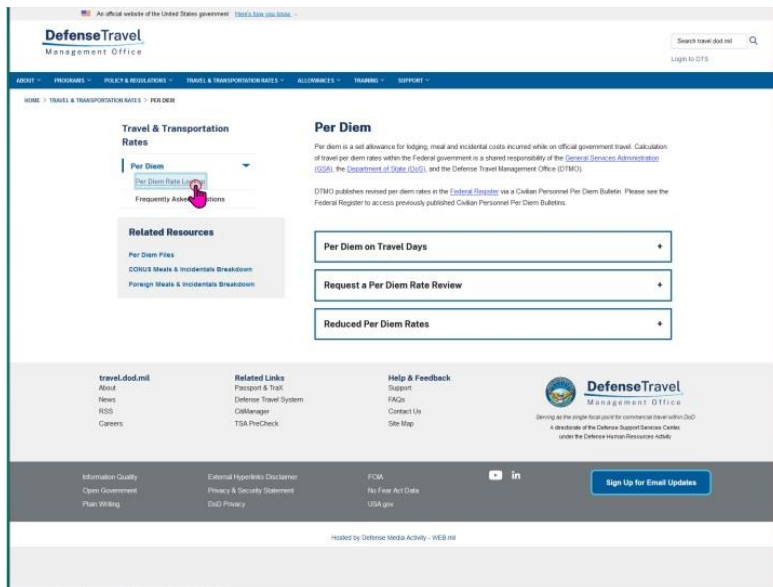 An official website of the United States government Here's how you know
DefenseTravel
Management Office
Search travel.dod.mil
Login to DTS
ABOUT PROGRAMS POLICY & REGULATIONS TRAVEL & TRANSPORTATION RATES ALLOWANCES TRAINING SUPPORT
HOME > TRAVEL & TRANSPORTATION RATES > PER DIEM
Travel & Transportation
Rates
Per Diem
Per Diem Rate
Frequently Asked
Related Resources
Per Diem Files
CONUS Meals & Incidentals Breakdown
Foreign Meals & Incidentals Breakdown
Per Diem
Per diem is a set allowance for lodging, meal and incidental costs incurred while on official government travel. Calculation
of travel per diem rates within the Federal government is a shared responsibility of the General Services Administration
(GSA), the Department of State (DoS), and the Defense Travel Management Office (DTMO).
DTMO publishes revised per diem rates in the Federal Register via a Civilian Personnel Per Diem Bulletin. Please see the
Federal Register to access previously published Civilian Personnel Per Diem Bulletins.
Per Diem on Travel Days +
Request a Per Diem Rate Review +
Reduced Per Diem Rates +
travel.dod.mil
About
News
RSS
Careers
Related Links
Passport & TraX
Defense Travel System
CitiManager
TSA PreCheck
Help & Feedback
Support
FAQs
Contact Us
Site Map
DefenseTravel
Management Office
Serving as the single focal point for commercial travel within DoD
A directorate of the Defense Support Services Center
under the Defense Human Resources Activity
Information Quality
Open Government
Plain Writing
External Hyperlinks Disclaimer
Privacy & Security Statement
DoD Privacy
FOIA
No Fear Act Data
USA.gov
in
Sign Up for Email Updates
Hosted by Defense Media Activity - WEB.mil